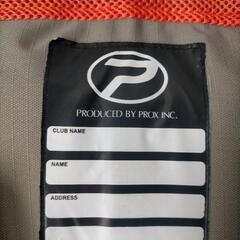 PRODUCED BY PROX INC.
CLUB NAME
NAME
ADDRESS